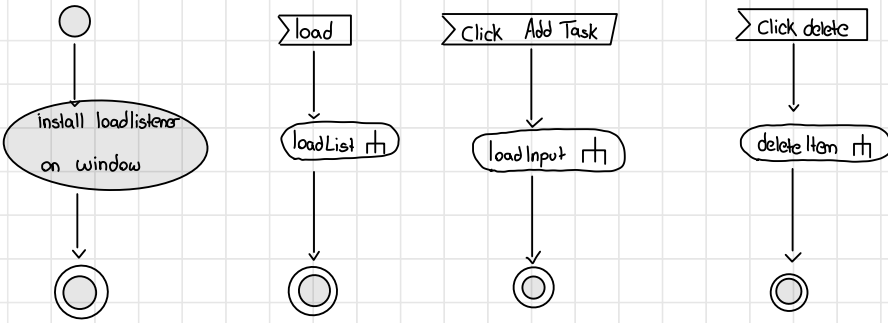 load
Click Add Task
Click delete
install loadlistener
on window
loadList
loadInput
deleteItem